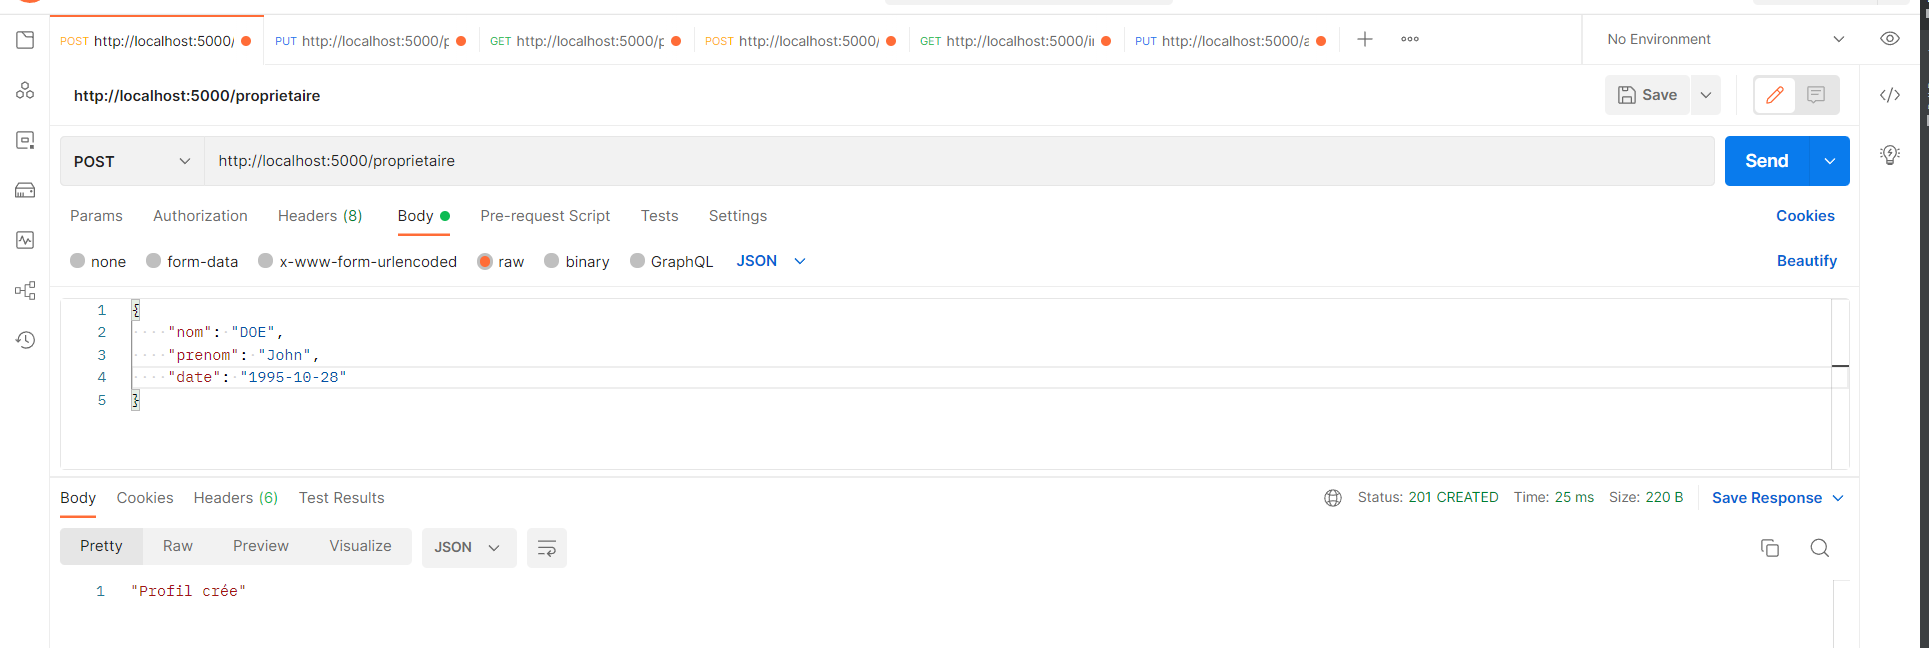 POST http://localhost:5000/ PUT http://localhost:5000/p GET http://localhost:5000/p POST http://localhost:5000/ GET http://localhost:5000/i PUT http://localhost:5000/a No Environment
http://localhost:5000/proprietaire Save
POST http://localhost:5000/proprietaire Send
Params Authorization Headers (8) Body Pre-request Script Tests Settings Cookies
none form-data x-www-form-urlencoded raw binary GraphQL JSON Beautify
1 {
2 "nom": "DOE",
3 "prenom": "John",
4 "date": "1995-10-28"
5 }
Body Cookies Headers (6) Test Results Status: 201 CREATED Time: 25 ms Size: 220 B Save Response
Pretty Raw Preview Visualize JSON
1 "Profil crée"